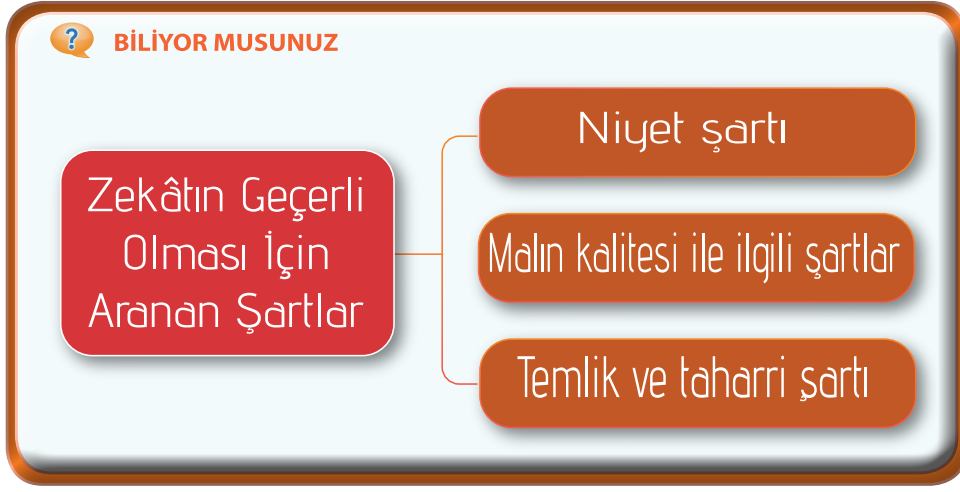 ?
BİLİYOR MUSUNUZ
Zekâtın Geçerli
Olması İçin
Aranan Şartlar
Niyet şartı
Malın kalitesi ile ilgili şartlar
Temlik ve taharri şartı